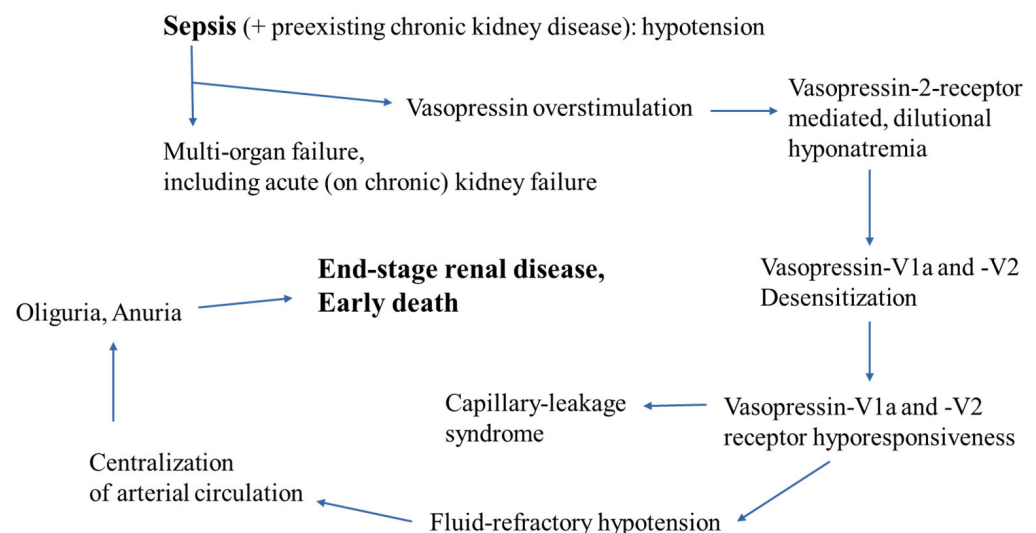 Sepsis (+ preexisting chronic kidney disease): hypotension
Vasopressin overstimulation
Vasopressin-2-receptor
mediated, dilutional
hyponatremia
Multi-organ failure,
including acute (on chronic) kidney failure
Vasopressin-V1a and -V2
Desensitization
End-stage renal disease,
Early death
Oliguria, Anuria
Capillary-leakage
syndrome
Vasopressin-V1a and -V2
receptor hyporesponsiveness
Centralization
of arterial circulation
Fluid-refractory hypotension